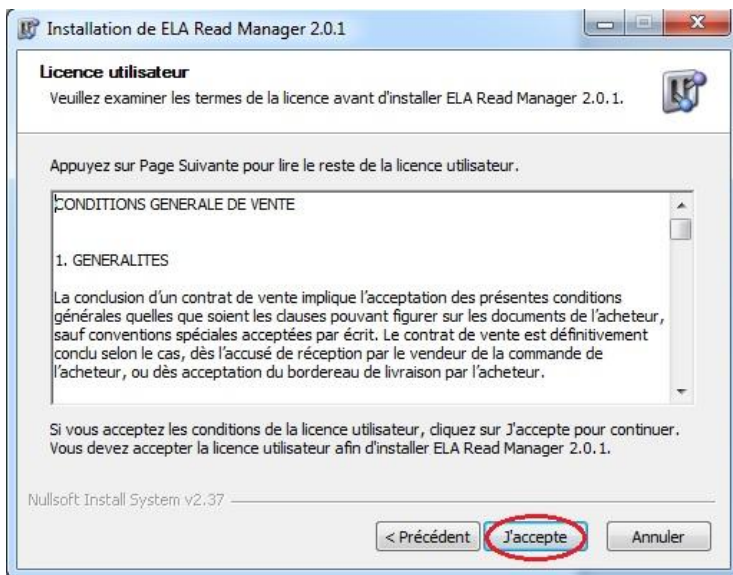 Installation de ELA Read Manager 2.0.1
Licence utilisateur
Veuillez examiner les termes de la licence avant d'installer ELA Read Manager 2.0.1.
Appuyez sur Page Suivante pour lire le reste de la licence utilisateur.
CONDITIONS GENERALE DE VENTE
1. GENERALITES
La conclusion d’un contrat de vente implique l’acceptation des présentes conditions
générales quelles que soient les clauses pouvant figurer sur les documents de l’acheteur,
sauf conventions spéciales acceptées par écrit. Le contrat de vente est définitivement
conclu selon le cas, dès l’accusé de réception par le vendeur de la commande de
l’acheteur, ou dès acceptation du bordereau de livraison par l’acheteur.
Si vous acceptez les conditions de la licence utilisateur, cliquez sur J'accepte pour continuer.
Vous devez accepter la licence utilisateur afin d'installer ELA Read Manager 2.0.1.
Nullsoft Install System v2.37
< Précédent J'accepte Annuler